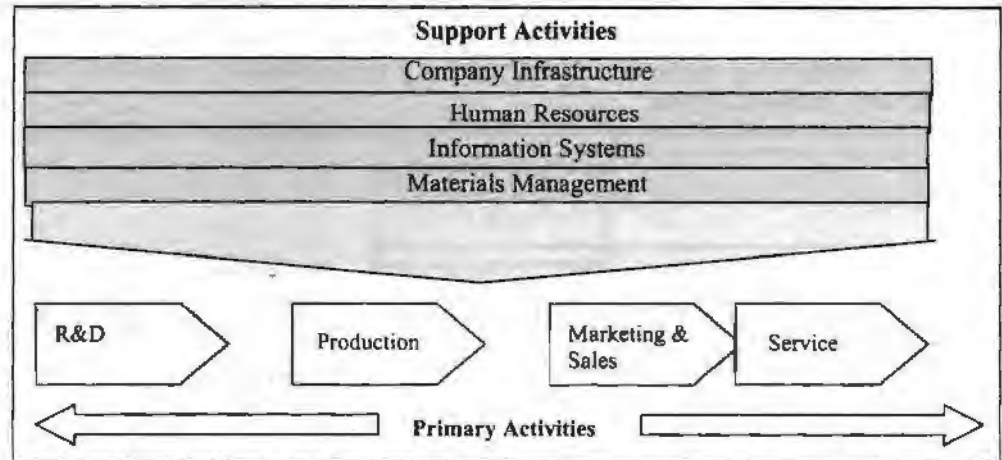 Support Activities
Company Infrastructure
Human Resources
Information Systems
Materials Management
R&D
Production
Marketing &
Sales
Service
Primary Activities